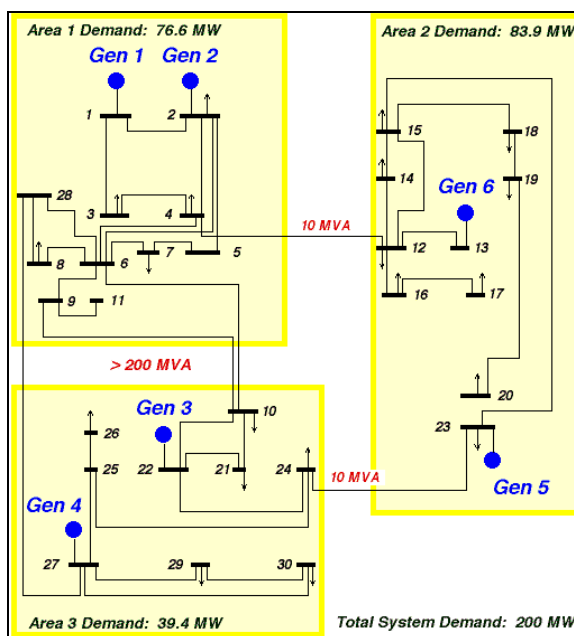 Area 1 Demand: 76.6 MW
Gen 1 Gen 2
1 2
28
3 4
8 6 7 5
9 11
10 MVA
> 200 MVA
Area 2 Demand: 83.9 MW
15 18
14 19
Gen 6
12 13
16 17
20
23
Gen 5
10 MVA
Gen 3
10
26
25 22 21 24
Gen 4
27 29 30
Area 3 Demand: 39.4 MW
Total System Demand: 200 MW